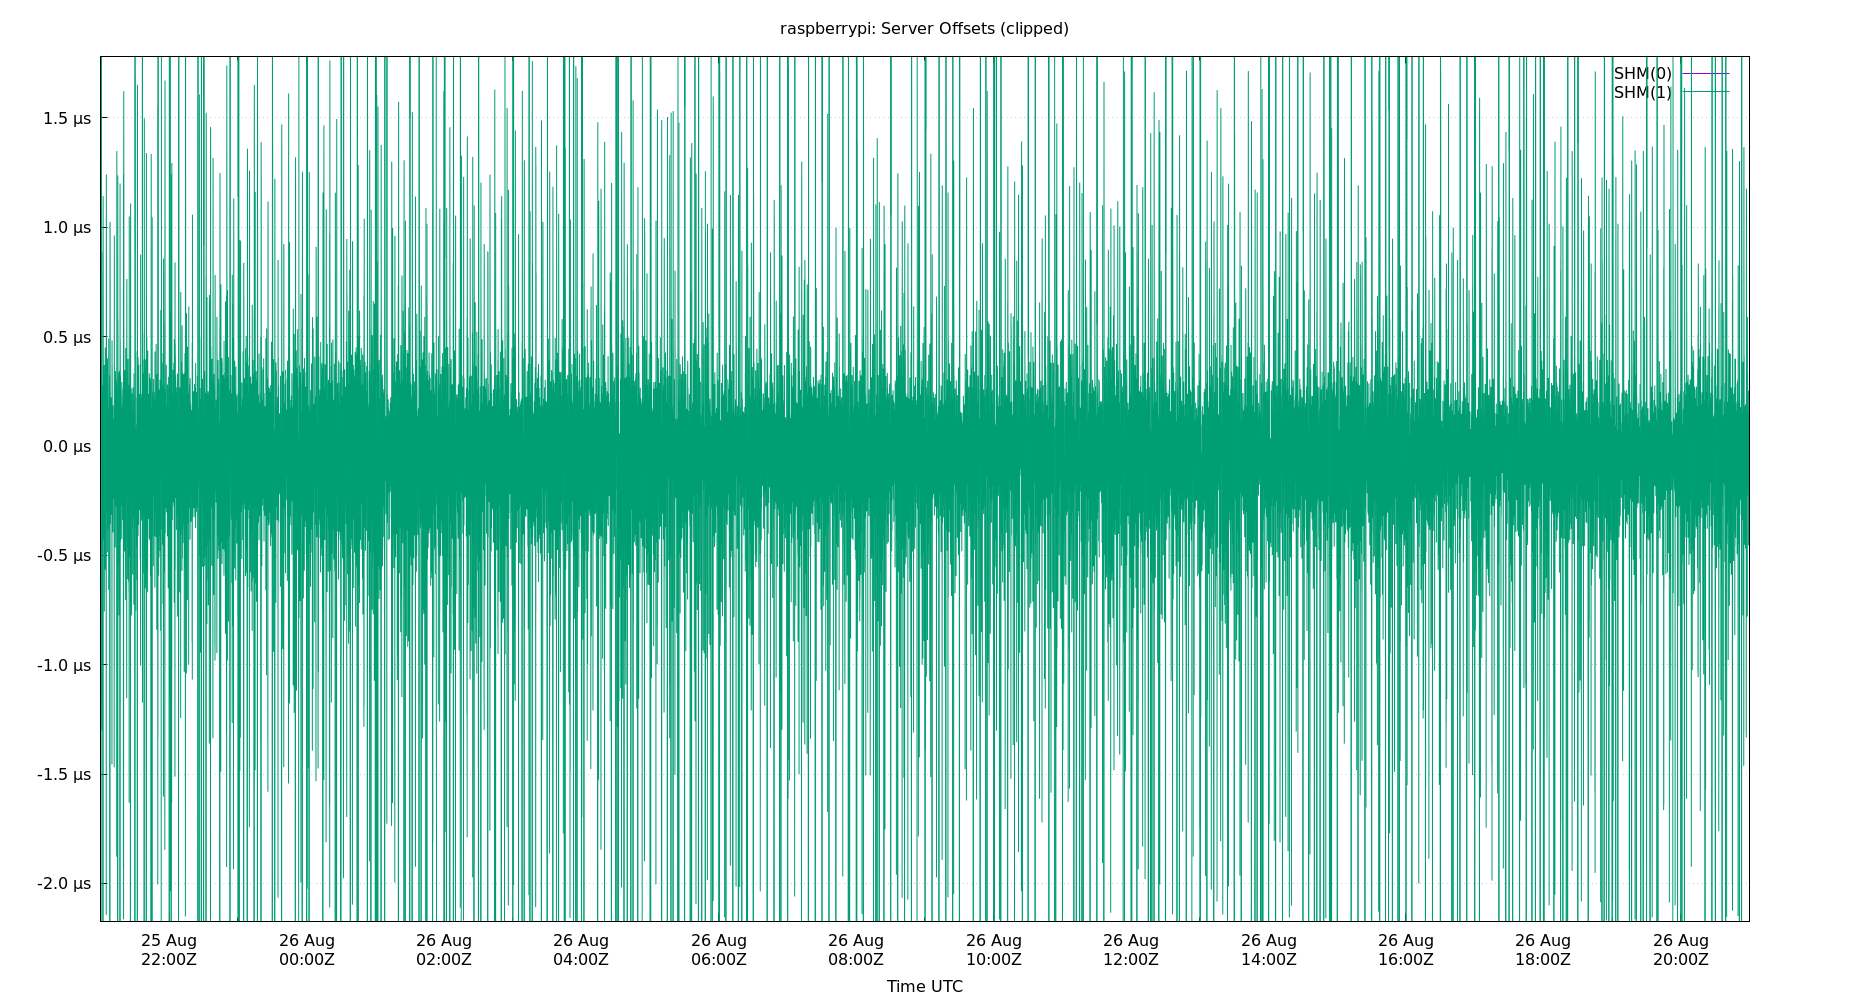 raspberrypi: Server Offsets (clipped)
SHM(0)
SHM(1)
1.5 µs
1.0 µs
0.5 µs
0.0 µs
-0.5 µs
-1.0 µs
-1.5 µs
-2.0 µs
25 Aug 26 Aug 26 Aug 26 Aug 26 Aug 26 Aug 26 Aug 26 Aug 26 Aug 26 Aug 26 Aug 26 Aug
22:00Z 00:00Z 02:00Z 04:00Z 06:00Z 08:00Z 10:00Z 12:00Z 14:00Z 16:00Z 18:00Z 20:00Z
Time UTC